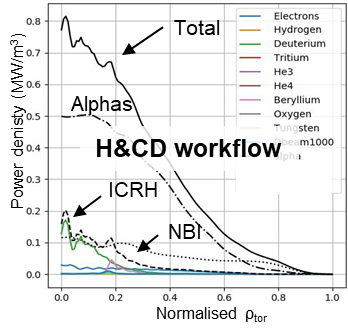 Power denisty (MW/m³)
0.8
0.7
0.6
0.5
0.4
0.3
0.2
0.1
0.0
0.0 0.2 0.4 0.6 0.8 1.0
Normalised ρtor
Total
Alphas
H&CD workflow
ICRH
NBI
Electrons
Hydrogen
Deuterium
Tritium
He3
He4
Beryllium
Oxygen
Tungsten